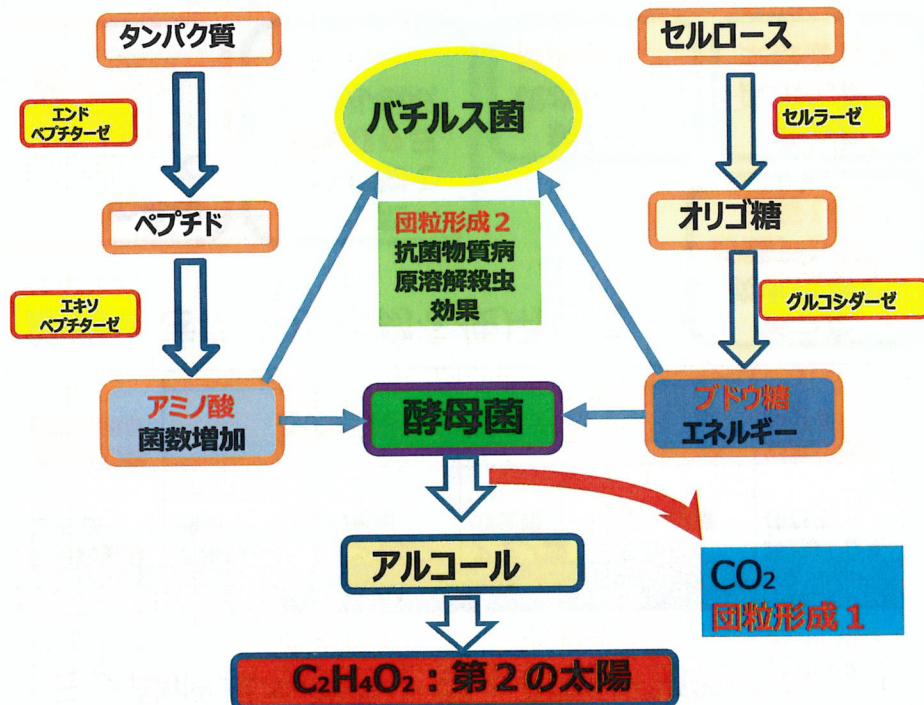 タンパク質
セルロース
エンド
ペプチターゼ
バチルス菌
セルラーゼ
ペプチド
オリゴ糖
団粒形成2
抗菌物質病
原溶解殺虫
効果
エキソ
ペプチターゼ
グルコシダーゼ
アミノ酸
菌数増加
酵母菌
ブドウ糖
エネルギー
アルコール
CO₂
団粒形成1
C₂H₄O₂:第2の太陽